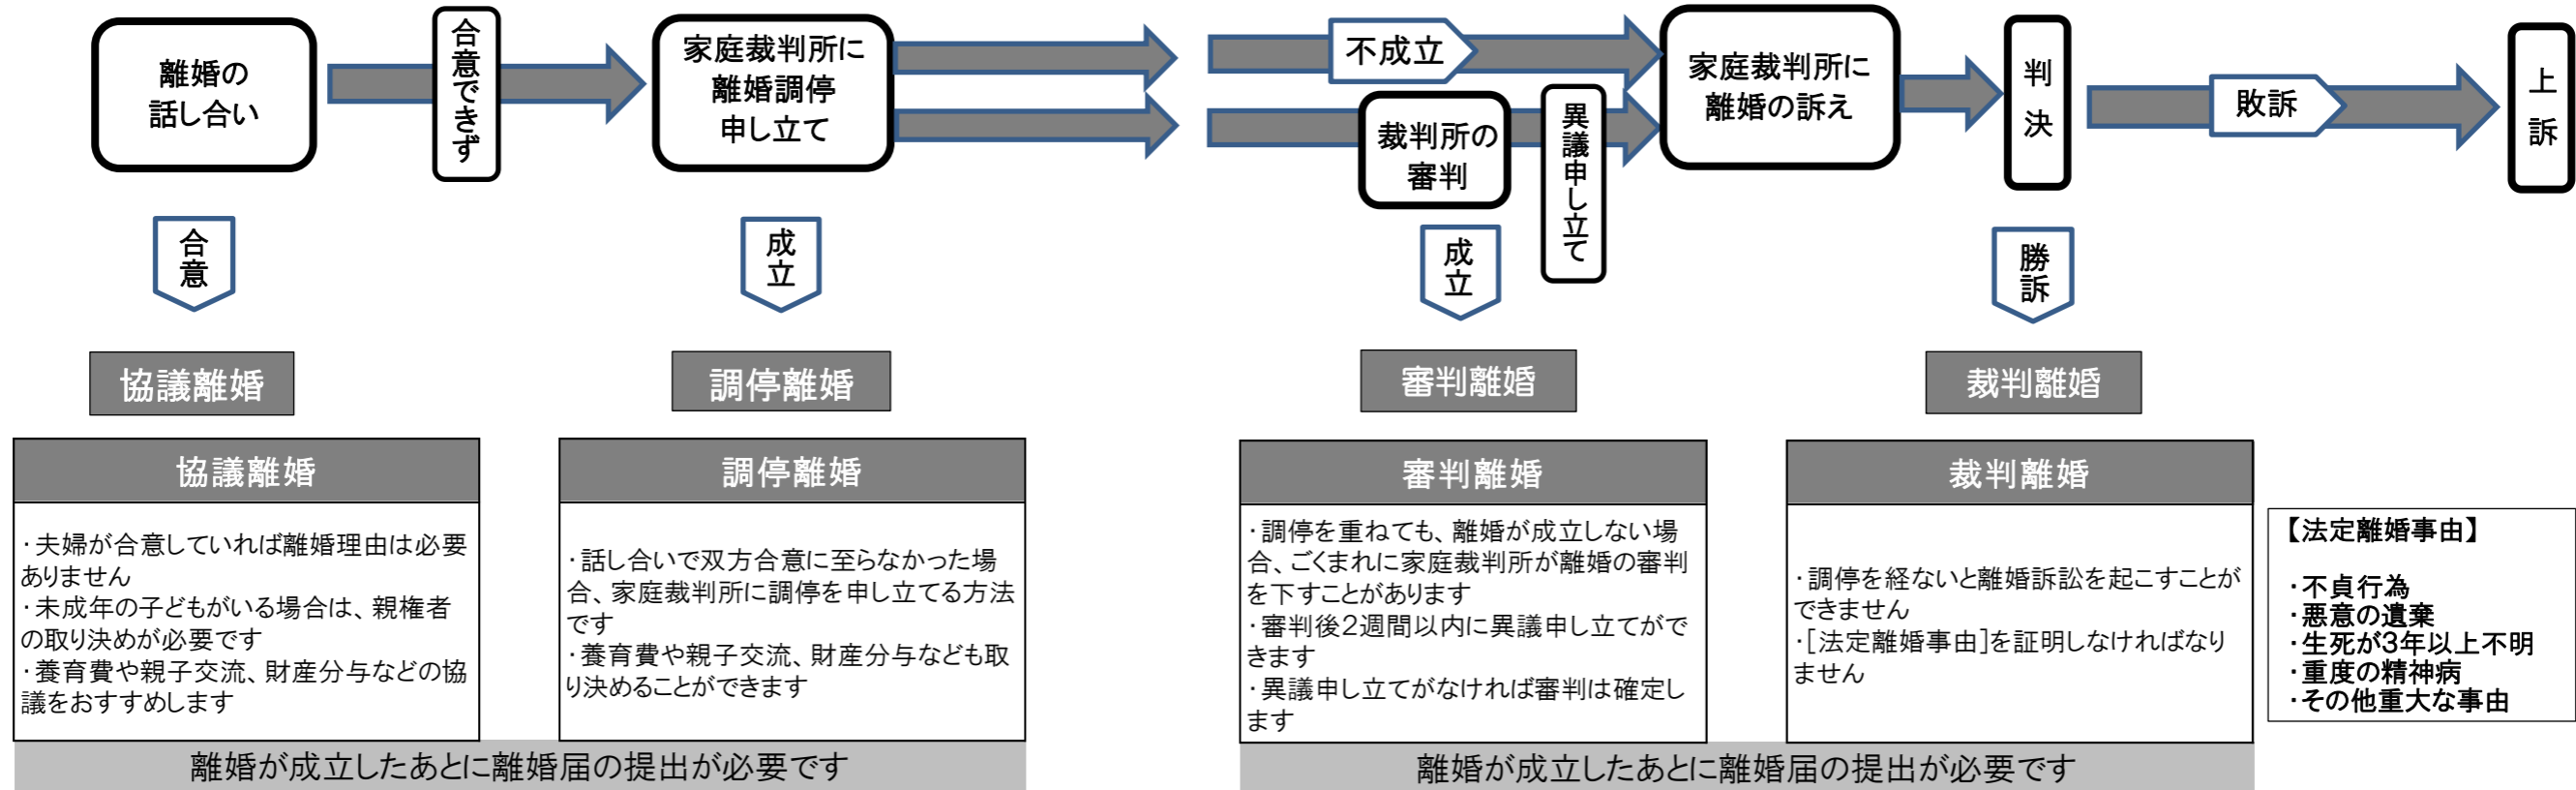 離婚の
話し合い
合意できず
家庭裁判所に
離婚調停
申し立て
不成立
裁判所の
審判
異議申し立て
家庭裁判所に
離婚の訴え
判決
敗訴
上訴
合意
成立
成立
勝訴
協議離婚
調停離婚
審判離婚
裁判離婚
協議離婚
・夫婦が合意していれば離婚理由は必要
ありません
・未成年の子どもがいる場合は、親権者
の取り決めが必要です
・養育費や親子交流、財産分与などの協
議をおすすめします
調停離婚
・話し合いで双方合意に至らなかった場
合、家庭裁判所に調停を申し立てる方法
です
・養育費や親子交流、財産分与なども取
り決めることができます
離婚が成立したあとに離婚届の提出が必要です
審判離婚
・調停を重ねても、離婚が成立しない場
合、ごくまれに家庭裁判所が離婚の審判
を下すことがあります
・審判後2週間以内に異議申し立てがで
きます
・異議申し立てがなければ審判は確定し
ます
裁判離婚
・調停を経ないと離婚訴訟を起こすことが
できません
・[法定離婚事由]を証明しなければなり
ません
離婚が成立したあとに離婚届の提出が必要です
【法定離婚事由】
・不貞行為
・悪意の遺棄
・生死が3年以上不明
・重度の精神病
・その他重大な事由